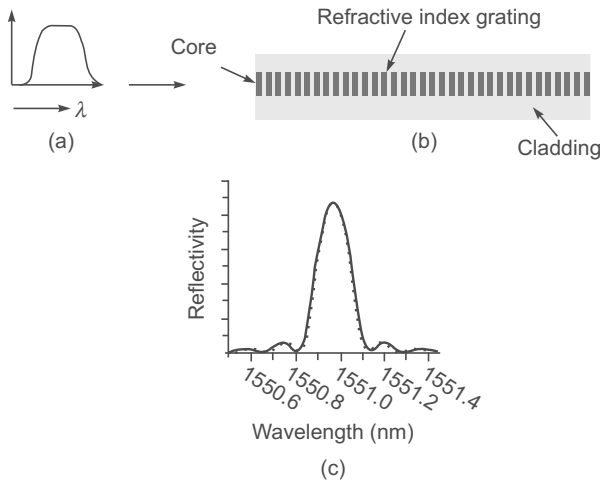 Refractive index grating
Core
λ
(a)
(b)
Cladding
Reflectivity
1550.6
1550.8
1551.0
1551.2
1551.4
Wavelength (nm)
(c)